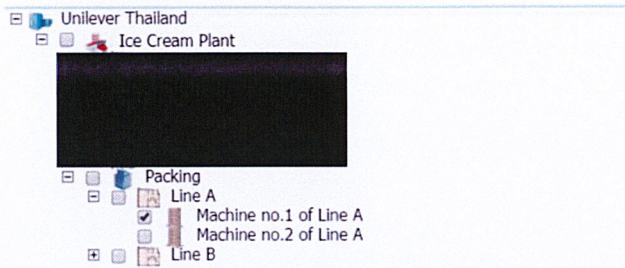 Unilever Thailand
Ice Cream Plant
Packing
Line A
Machine no.1 of Line A
Machine no.2 of Line A
Line B